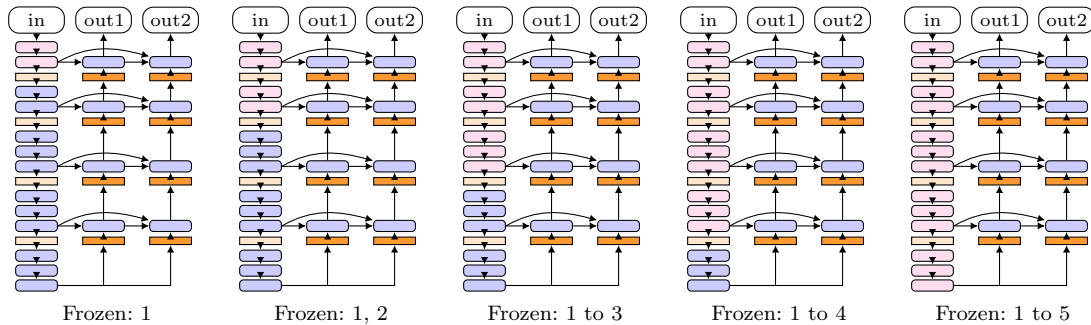 in out1 out2 in out1 out2 in out1 out2 in out1 out2 in out1 out2
Frozen: 1 Frozen: 1, 2 Frozen: 1 to 3 Frozen: 1 to 4 Frozen: 1 to 5